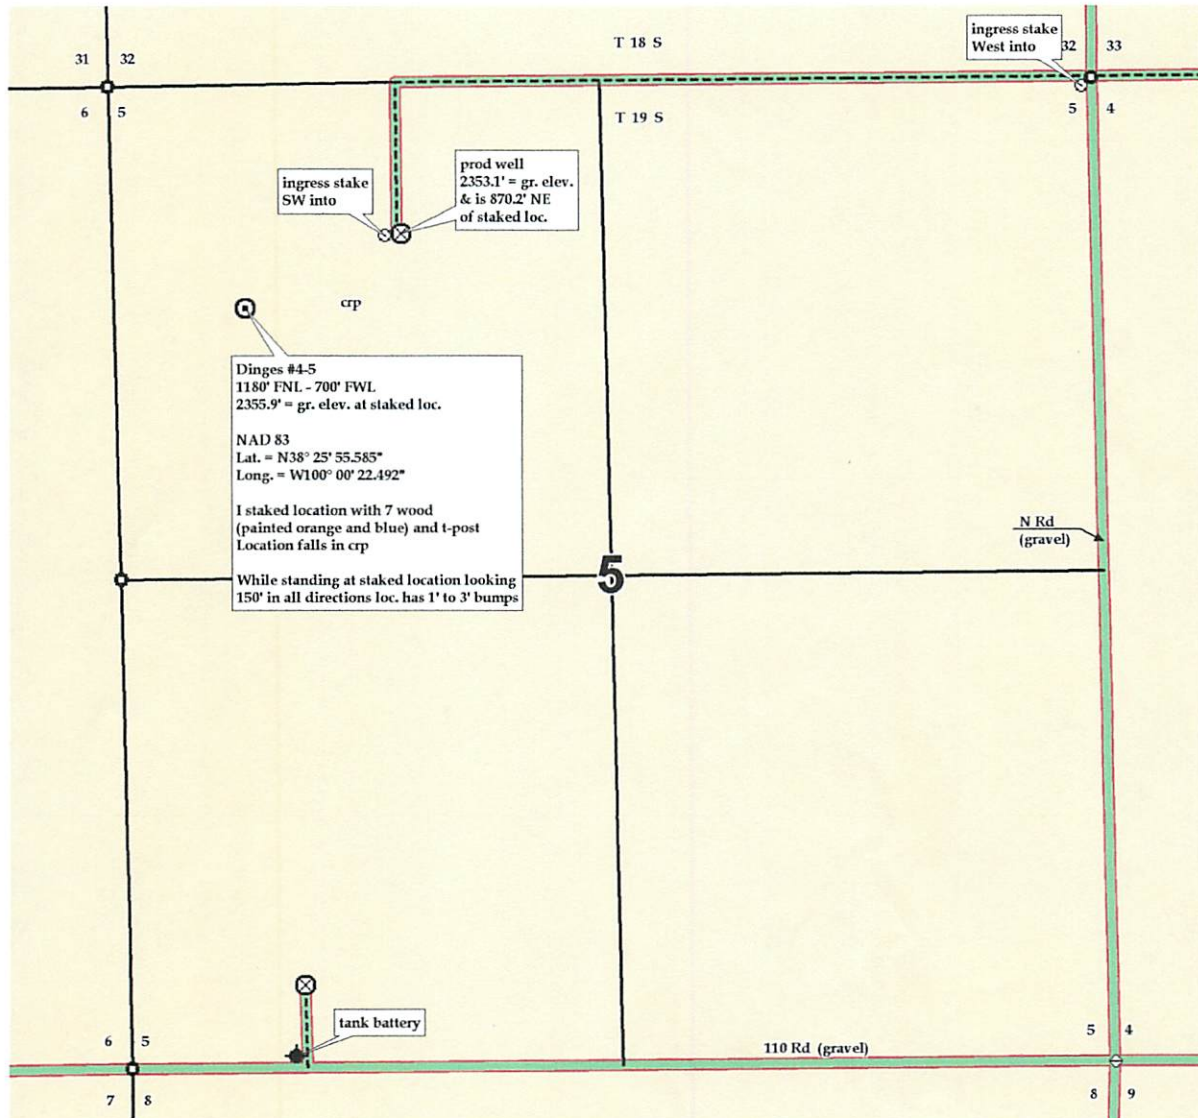 T 18 S
31 32
ingress stake
West into
32 33
6 5
T 19 S
5 4
ingress stake
SW into
prod well
2353.1' = gr. elev.
& is 870.2' NE
of staked loc.
crp
Dinges #4-5
1180' FNL - 700' FWL
2355.9' = gr. elev. at staked loc.
NAD 83
Lat. = N38° 25' 55.585"
Long. = W100° 00' 22.492"
I staked location with 7 wood
(painted orange and blue) and t-post
Location falls in crp
While standing at staked location looking
150' in all directions loc. has 1' to 3' bumps
N Rd
(gravel)
5
tank battery
6 5
110 Rd (gravel)
5 4
7 8
8 9